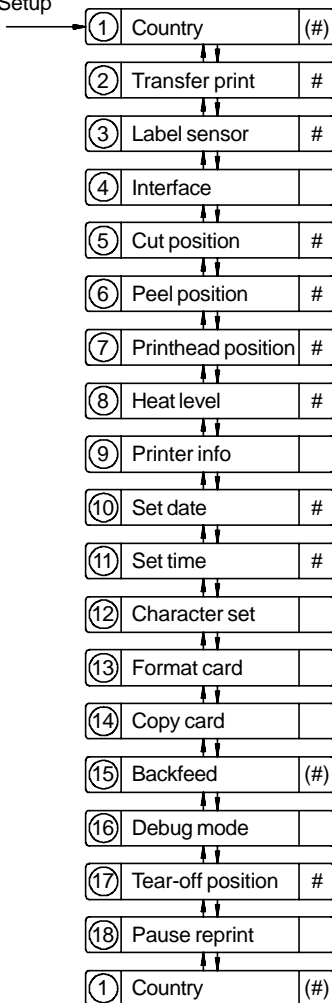 Setup
1 Country (#)
2 Transfer print #
3 Label sensor #
4 Interface
5 Cut position #
6 Peel position #
7 Printhead position #
8 Heat level #
9 Printer info
10 Set date #
11 Set time #
12 Character set
13 Format card
14 Copy card
15 Backfeed (#)
16 Debug mode
17 Tear-off position #
18 Pause reprint
1 Country (#)